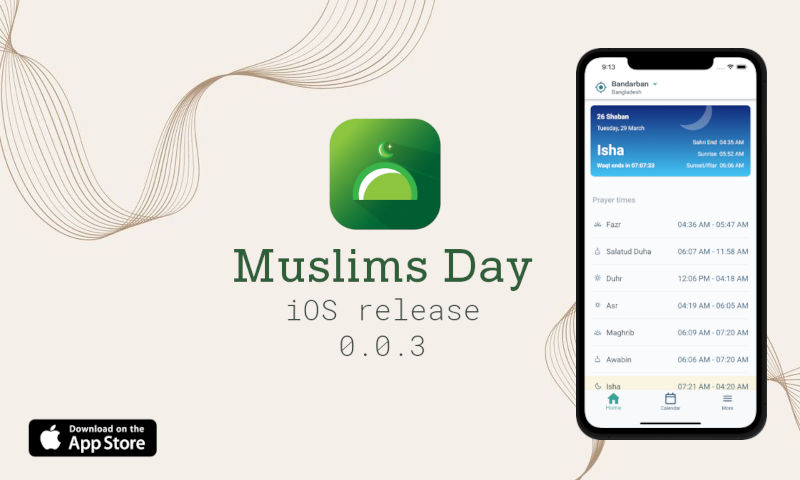 Muslims Day
iOS release
0.0.3
Download on the
App Store
9:13
Bandarban
Bangladesh
26 Shaban
Tuesday, 29 March
Isha
Waqt ends in 07:07:33
Sahri End 04:35 AM
Sunrise 05:52 AM
Sunset/Iftar 06:06 AM
Prayer times
Fazr 04:36 AM - 05:47 AM
Salatud Duha 06:07 AM - 11:58 AM
Duhr 12:06 PM - 04:18 AM
Asr 04:19 AM - 06:05 AM
Maghrib 06:09 AM - 07:20 AM
Awabin 06:06 AM - 07:20 AM
Isha 07:21 AM - 04:20 AM
Home Calendar More